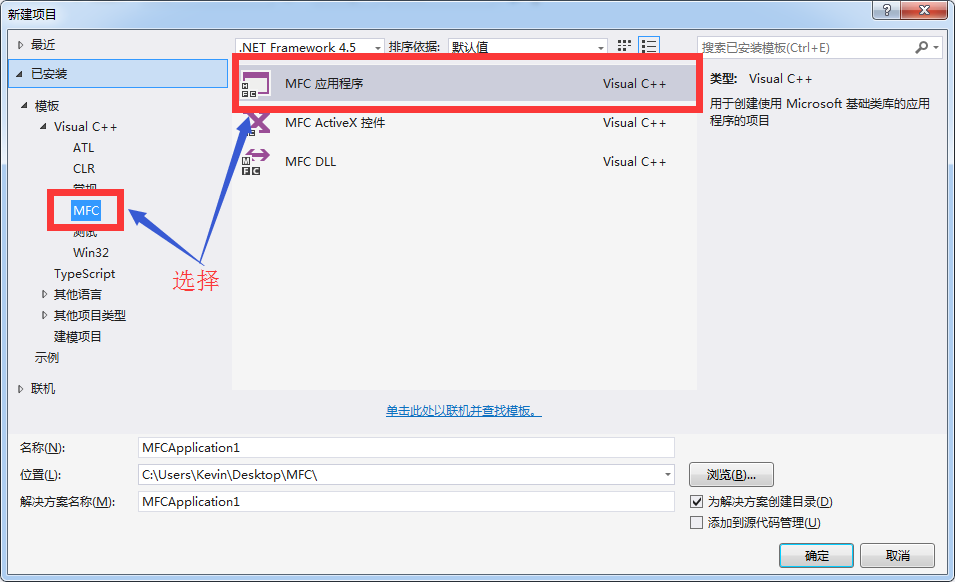 新建项目
最近
.NET Framework 4.5 排序依据: 默认值
搜索已安装模板(Ctrl+E)
已安装
模板
Visual C++
ATL
CLR
常规
MFC
测试
Win32
TypeScript
其他语言
其他项目类型
建模项目
示例
联机
MFC 应用程序 Visual C++
MFC ActiveX 控件 Visual C++
MFC DLL Visual C++
类型: Visual C++
用于创建使用 Microsoft 基础类库的应用
程序的项目
选择
单击此处以联机并查找模板。
名称(N): MFCApplication1
位置(L): C:\Users\Kevin\Desktop\MFC\ 浏览(B)...
解决方案名称(M): MFCApplication1
为解决方案创建目录(D)
添加到源代码管理(U)
确定 取消